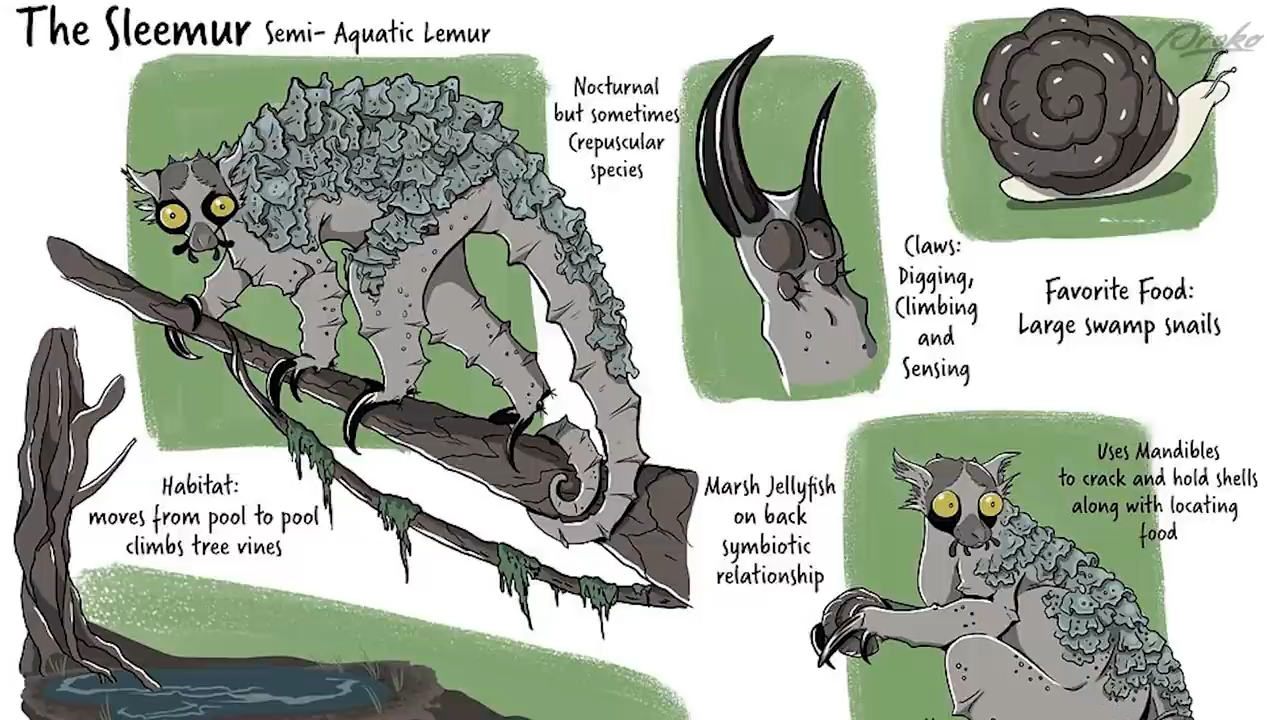 The Sleemur Semi- Aquatic Lemur
Proko
Nocturnal
but sometimes
Crepuscular
species
Claws:
Digging,
Climbing
and
Sensing
Favorite Food:
Large swamp snails
Habitat:
moves from pool to pool
climbs tree vines
Marsh Jellyfish
on back
symbiotic
relationship
Uses Mandibles
to crack and hold shells
along with locating
food